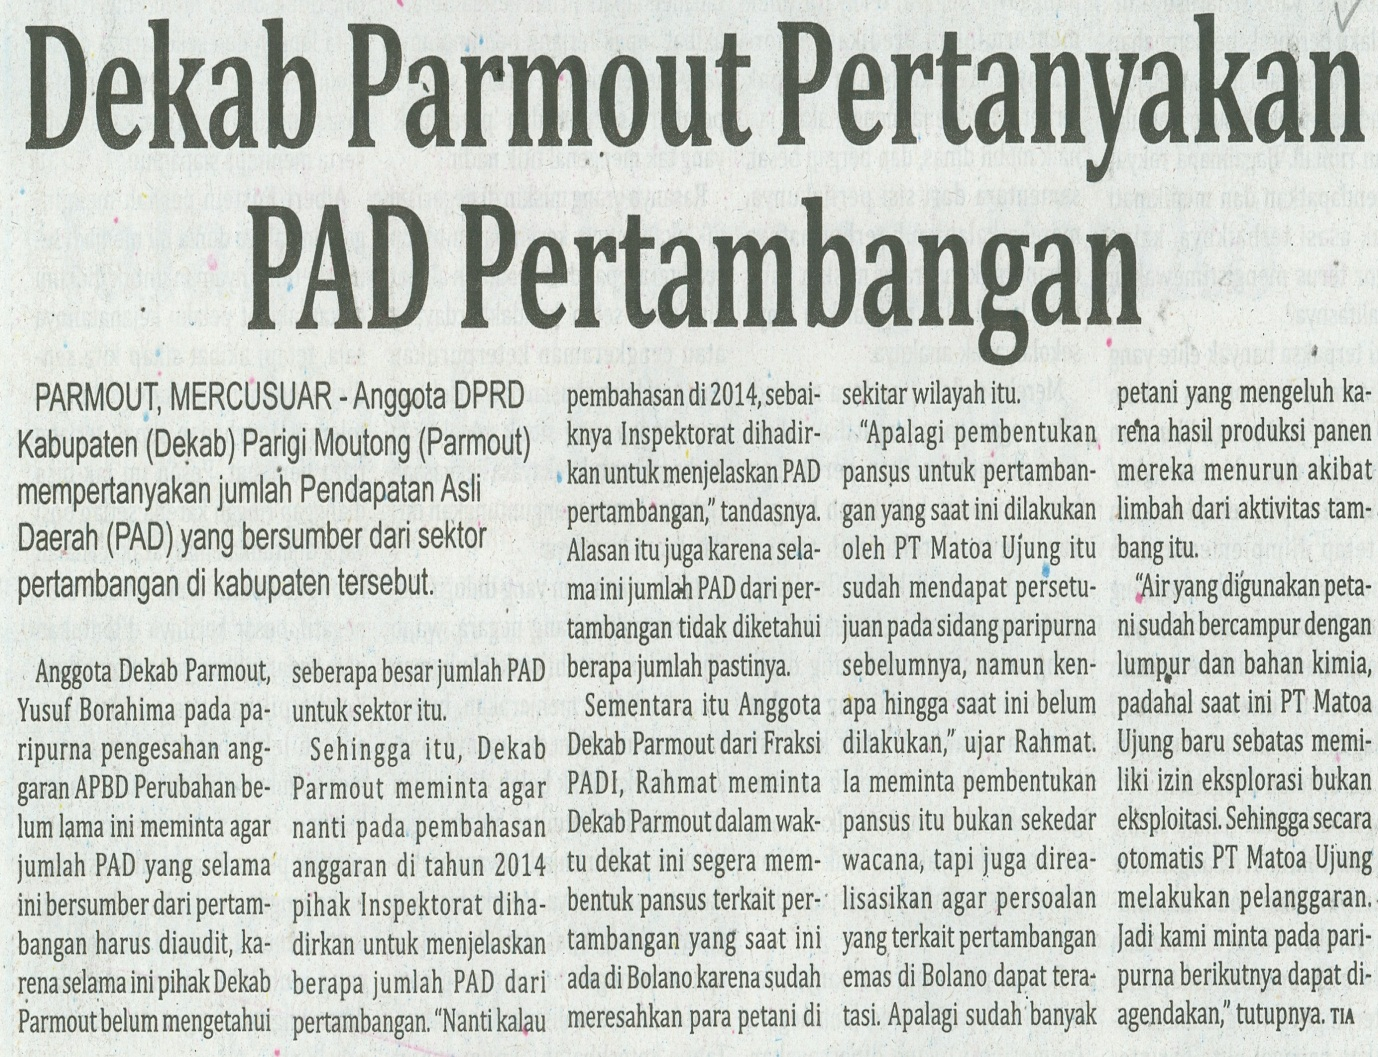 Dekab Parmout Pertanyakan
PAD Pertambangan
PARMOUT, MERCUSUAR - Anggota DPRD
Kabupaten (Dekab) Parigi Moutong (Parmout)
mempertanyakan jumlah Pendapatan Asli
Daerah (PAD) yang bersumber dari sektor
pertambangan di kabupaten tersebut.
Anggota Dekab Parmout,
Yusuf Borahima pada pa-
ripurna pengesahan ang-
garan APBD Perubahan be-
lum lama ini meminta agar
jumlah PAD yang selama
ini bersumber dari pertam-
bangan harus diaudit, ka-
rena selama ini pihak Dekab
Parmout belum mengetahui
seberapa besar jumlah PAD
untuk sektor itu.
Sehingga itu, Dekab
Parmout meminta agar
nanti pada pembahasan
anggaran di tahun 2014
pihak Inspektorat diha-
dirkan untuk menjelaskan
berapa jumlah PAD dari
pertambangan. “Nanti kalau
pembahasan di 2014, sebai-
knya Inspektorat dihadir-
kan untuk menjelaskan PAD
pertambangan,” tandasnya.
Alasan itu juga karena sela-
ma ini jumlah PAD dari per-
tambangan tidak diketahui
berapa jumlah pastinya.
Sementara itu Anggota
Dekab Parmout dari Fraksi
PADI, Rahmat meminta
Dekab Parmout dalam wak-
tu dekat ini segera mem-
bentuk pansus terkait per-
tambangan yang saat ini
ada di Bolano karena sudah
meresahkan para petani di
sekitar wilayah itu.
“Apalagi pembentukan
pansus untuk pertamban-
gan yang saat ini dilakukan
oleh PT Matoa Ujung itu
sudah mendapat persetu-
juan pada sidang paripurna
sebelumnya, namun ken-
apa hingga saat ini belum
dilakukan,” ujar Rahmat.
Ia meminta pembentukan
pansus itu bukan sekedar
wacana, tapi juga direa-
lisasikan agar persoalan
yang terkait pertambangan
emas di Bolano dapat tera-
tasi. Apalagi sudah banyak
petani yang mengeluh ka-
rena hasil produksi panen
mereka menurun akibat
limbah dari aktivitas tam-
bang itu.
“Air yang digunakan peta-
ni sudah bercampur dengan
lumpur dan bahan kimia,
padahal saat ini PT Matoa
Ujung baru sebatas memi-
liki izin eksplorasi bukan
eksploitasi. Sehingga secara
otomatis PT Matoa Ujung
melakukan pelanggaran.
Jadi kami minta pada pari-
purna berikutnya dapat di-
agendakan,” tutupnya. TIA